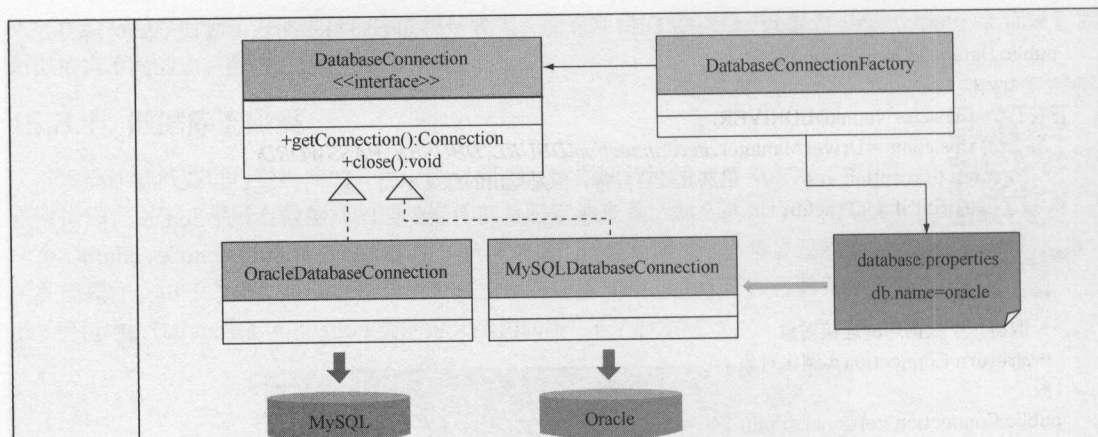 DatabaseConnection
<<interface>>
+getConnection():Connection
+close():void
DatabaseConnectionFactory
OracleDatabaseConnection
MySQLDatabaseConnection
database.properties
db.name=oracle
MySQL
Oracle